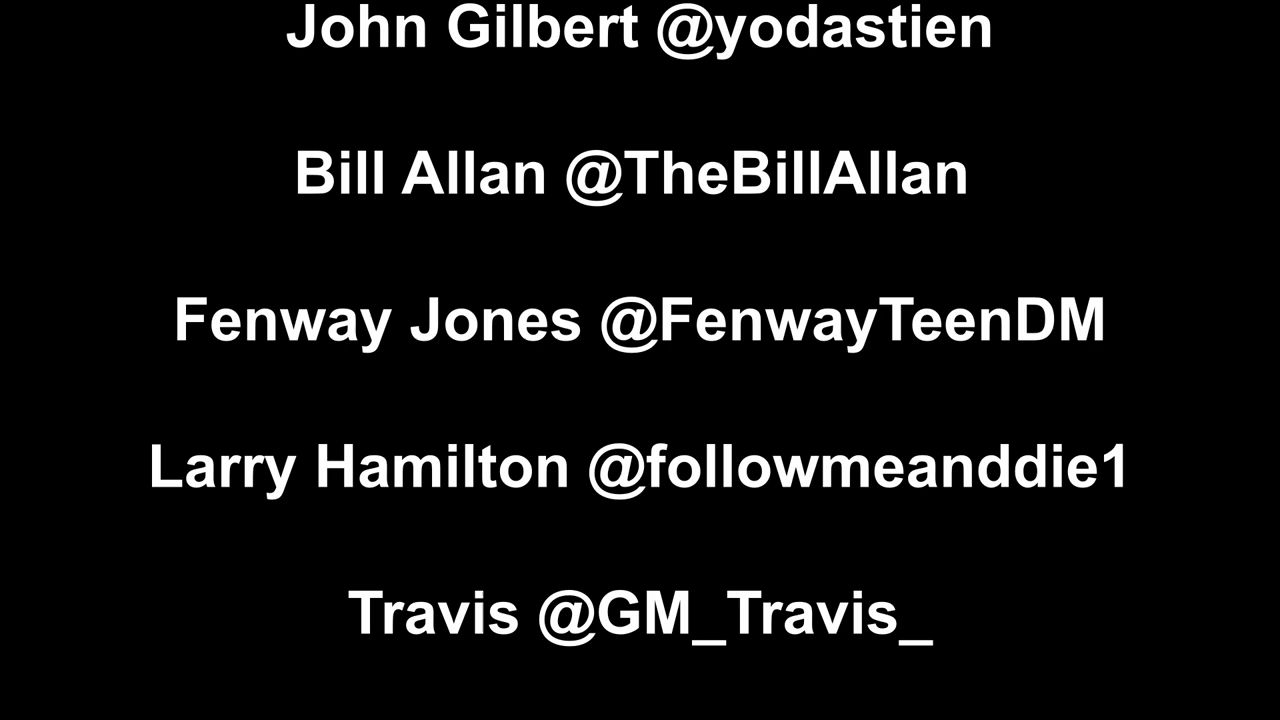 John Gilbert @yodastien
Bill Allan @TheBillAllan
Fenway Jones @FenwayTeenDM
Larry Hamilton @followmeanddie1
Travis @GM_Travis_